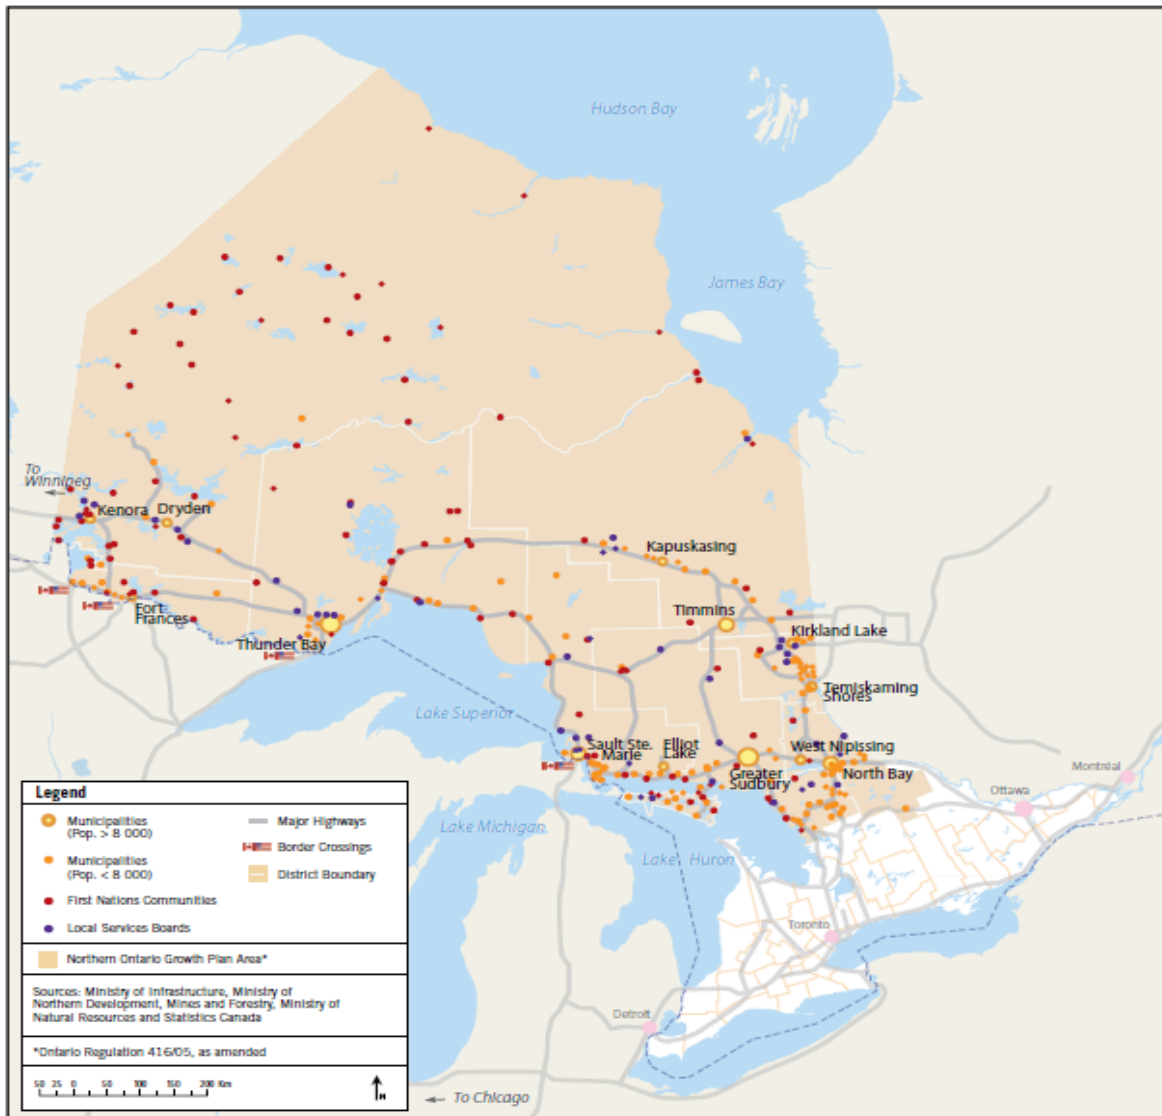 Hudson Bay
James Bay
To
Winnipeg
Kenora
Dryden
Kapuskasing
Fort
Frances
Timmins
Thunder Bay
Kirkland Lake
Temiskaming
Shores
Lake Superior
Sault Ste.
Marie
Elliot
Lake
West Nipissing
Greater
Sudbury
North Bay
Montréal
Ottawa
Lake Michigan
Lake Huron
Toronto
Detroit
To Chicago
Legend
Municipalities
(Pop. > 8 000)
Major Highways
Border Crossings
Municipalities
(Pop. < 8 000)
District Boundary
First Nations Communities
Local Services Boards
Northern Ontario Growth Plan Area*
Sources: Ministry of Infrastructure, Ministry of
Northern Development, Mines and Forestry, Ministry of
Natural Resources and Statistics Canada
*Ontario Regulation 416/05, as amended
50 25 0 50 100 150 200 Km
N